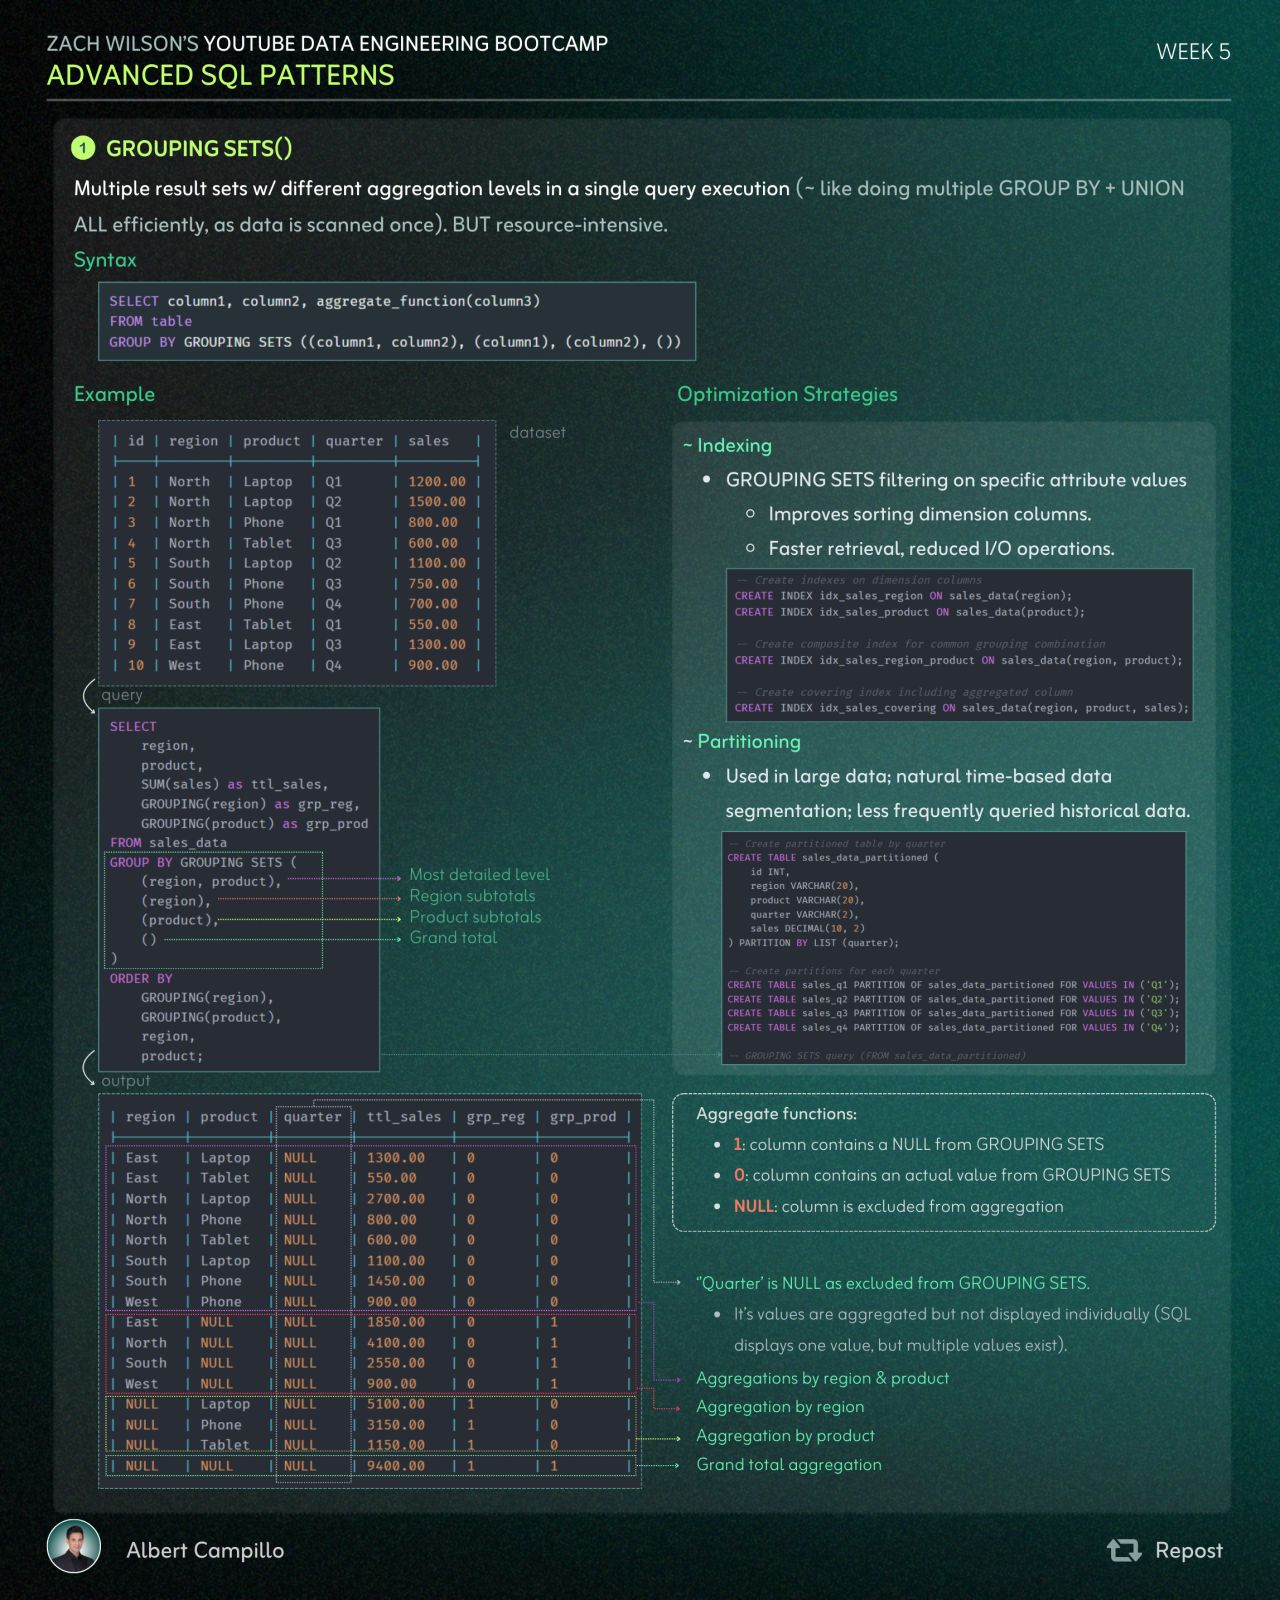 ZACH WILSON'S YOUTUBE DATA ENGINEERING BOOTCAMP
ADVANCED SQL PATTERNS
WEEK 5
1 GROUPING SETS()
Multiple result sets w/ different aggregation levels in a single query execution (~ like doing multiple GROUP BY + UNION
ALL efficiently, as data is scanned once). BUT resource-intensive.
Syntax
SELECT column1, column2, aggregate_function(column3)
FROM table
GROUP BY GROUPING SETS ((column1, column2), (column1), (column2), ())
Example
dataset
| id | region | product | quarter | sales |
| 1 | North | Laptop | Q1 | 1200.00 |
| 2 | North | Laptop | Q2 | 1500.00 |
| 3 | North | Phone | Q1 | 800.00 |
| 4 | North | Tablet | Q3 | 600.00 |
| 5 | South | Laptop | Q2 | 1100.00 |
| 6 | South | Phone | Q3 | 750.00 |
| 7 | South | Phone | Q4 | 700.00 |
| 8 | East | Tablet | Q1 | 550.00 |
| 9 | East | Laptop | Q3 | 1300.00 |
| 10 | West | Phone | Q4 | 900.00 |
query
SELECT
region,
product,
SUM(sales) as ttl_sales,
GROUPING(region) as grp_reg,
GROUPING(product) as grp_prod
FROM sales_data
GROUP BY GROUPING SETS (
(region, product), Most detailed level
(region), Region subtotals
(product), Product subtotals
() Grand total
)
ORDER BY
GROUPING(region),
GROUPING(product),
region,
product;
output
| region | product | quarter | ttl_sales | grp_reg | grp_prod |
| East | Laptop | NULL | 1300.00 | 0 | 0 |
| East | Tablet | NULL | 550.00 | 0 | 0 |
| North | Laptop | NULL | 2700.00 | 0 | 0 |
| North | Phone | NULL | 800.00 | 0 | 0 |
| North | Tablet | NULL | 600.00 | 0 | 0 |
| South | Laptop | NULL | 1100.00 | 0 | 0 |
| South | Phone | NULL | 1450.00 | 0 | 0 |
| West | Phone | NULL | 900.00 | 0 | 0 |
| East | NULL | NULL | 1850.00 | 0 | 1 |
| North | NULL | NULL | 4100.00 | 0 | 1 |
| South | NULL | NULL | 2550.00 | 0 | 1 |
| West | NULL | NULL | 900.00 | 0 | 1 |
| NULL | Laptop | NULL | 5100.00 | 1 | 0 |
| NULL | Phone | NULL | 3150.00 | 1 | 0 |
| NULL | Tablet | NULL | 1150.00 | 1 | 0 |
| NULL | NULL | NULL | 9400.00 | 1 | 1 |
Optimization Strategies
~ Indexing
• GROUPING SETS filtering on specific attribute values
○ Improves sorting dimension columns.
○ Faster retrieval, reduced I/O operations.
-- Create indexes on dimension columns
CREATE INDEX idx_sales_region ON sales_data(region);
CREATE INDEX idx_sales_product ON sales_data(product);
-- Create composite index for common grouping combination
CREATE INDEX idx_sales_region_product ON sales_data(region, product);
-- Create covering index including aggregated column
CREATE INDEX idx_sales_covering ON sales_data(region, product, sales);
~ Partitioning
• Used in large data; natural time-based data
segmentation; less frequently queried historical data.
-- Create partitioned table by quarter
CREATE TABLE sales_data_partitioned (
id INT,
region VARCHAR(20),
product VARCHAR(20),
quarter VARCHAR(2),
sales DECIMAL(10, 2)
) PARTITION BY LIST (quarter);
-- Create partitions for each quarter
CREATE TABLE sales_q1 PARTITION OF sales_data_partitioned FOR VALUES IN ('Q1');
CREATE TABLE sales_q2 PARTITION OF sales_data_partitioned FOR VALUES IN ('Q2');
CREATE TABLE sales_q3 PARTITION OF sales_data_partitioned FOR VALUES IN ('Q3');
CREATE TABLE sales_q4 PARTITION OF sales_data_partitioned FOR VALUES IN ('Q4');
-- GROUPING SETS query (FROM sales_data_partitioned)
Aggregate functions:
• 1: column contains a NULL from GROUPING SETS
• 0: column contains an actual value from GROUPING SETS
• NULL: column is excluded from aggregation
"Quarter' is NULL as excluded from GROUPING SETS.
• It's values are aggregated but not displayed individually (SQL
displays one value, but multiple values exist).
Aggregations by region & product
Aggregation by region
Aggregation by product
Grand total aggregation
Albert Campillo
Repost